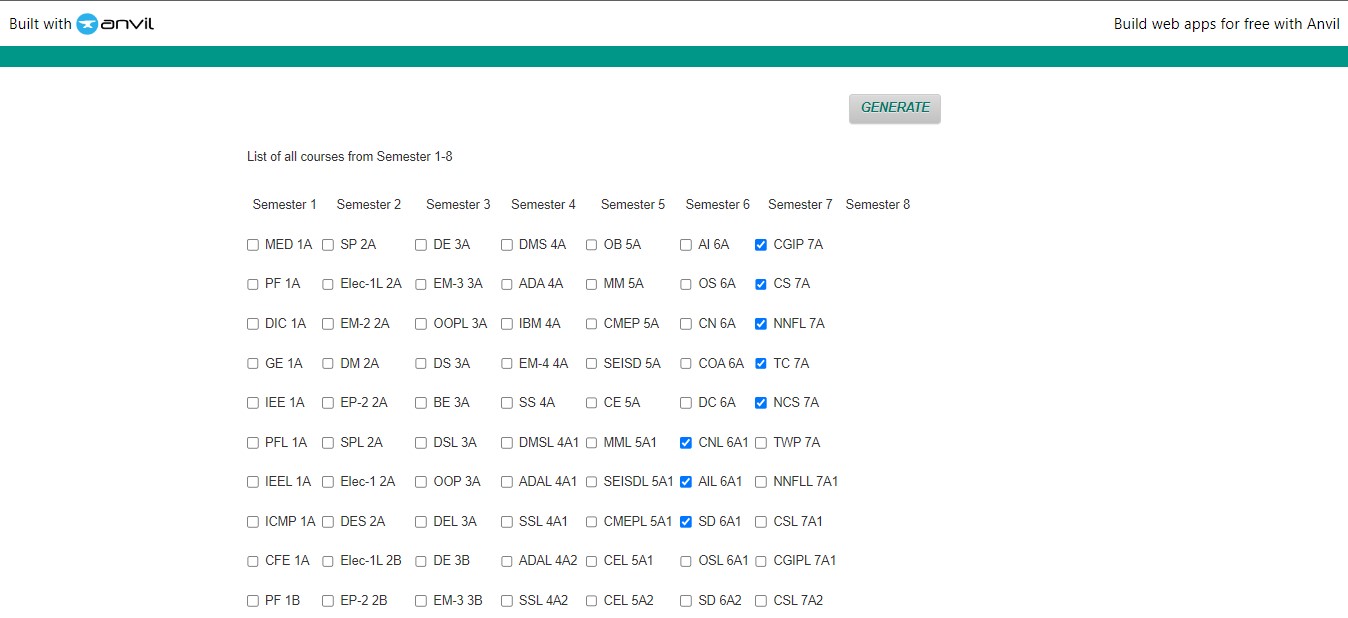 Built with anvil Build web apps for free with Anvil
GENERATE
List of all courses from Semester 1-8
Semester 1 Semester 2 Semester 3 Semester 4 Semester 5 Semester 6 Semester 7 Semester 8
MED 1A SP 2A DE 3A DMS 4A OB 5A AI 6A CGIP 7A
PF 1A Elec-1L 2A EM-3 3A ADA 4A MM 5A OS 6A CS 7A
DIC 1A EM-2 2A OOPL 3A IBM 4A CMEP 5A CN 6A NNFL 7A
GE 1A DM 2A DS 3A EM-4 4A SEISD 5A COA 6A TC 7A
IEE 1A EP-2 2A BE 3A SS 4A CE 5A DC 6A NCS 7A
PFL 1A SPL 2A DSL 3A DMSL 4A1 MML 5A1 CNL 6A1 TWP 7A
IEEL 1A Elec-1 2A OOP 3A ADAL 4A1 SEISDL 5A1 AIL 6A1 NNFLL 7A1
ICMP 1A DES 2A DEL 3A SSL 4A1 CMEPL 5A1 SD 6A1 CSL 7A1
CFE 1A Elec-1L 2B DE 3B ADAL 4A2 CEL 5A1 OSL 6A1 CGIPL 7A1
PF 1B EP-2 2B EM-3 3B SSL 4A2 CEL 5A2 SD 6A2 CSL 7A2